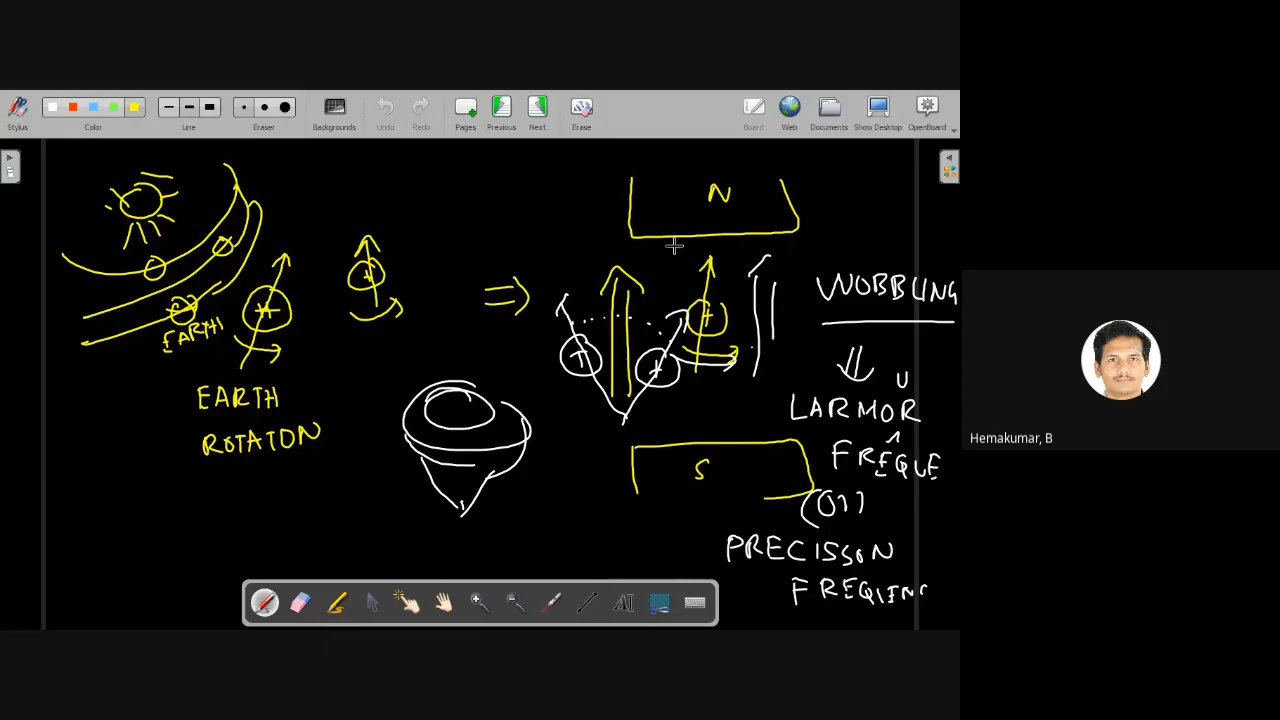 Stylus
Color
Line
Eraser
Backgrounds
Undo
Redo
Pages
Previous
Next
Erase
Board
Web
Documents
Show Desktop
OpenBoard
N
EARTH
EARTH
ROTATON
WOBBLING
LARMOR
FREQUE
(OR)
PRECISSON
FREQUENC
S
Hemakumar, B